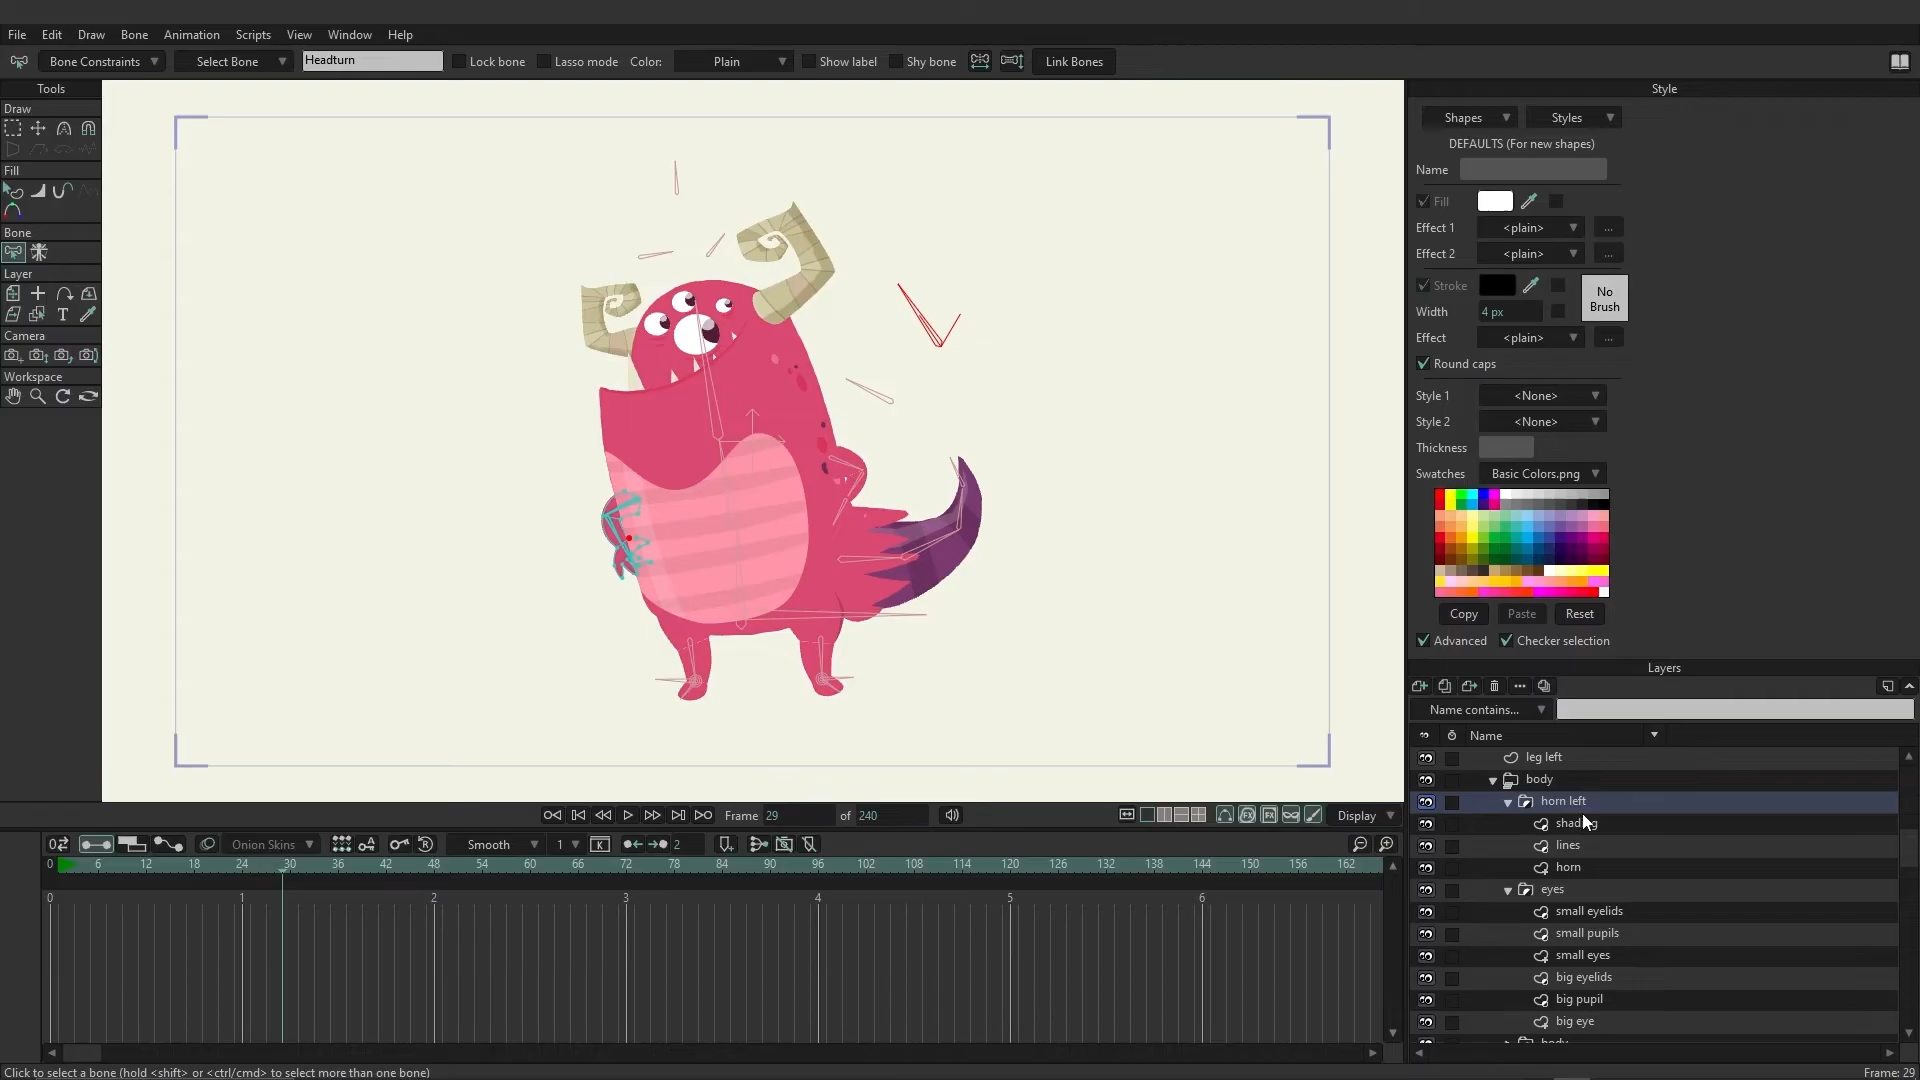 File Edit Draw Bone Animation Scripts View Window Help
Bone Constraints Select Bone Headturn Lock bone Lasso mode Color: Plain Show label Shy bone Link Bones
Tools
Draw
Fill
Bone
Layer
T
Camera
Workspace
Style
Shapes Styles
DEFAULTS (For new shapes)
Name
Fill
Effect 1 <plain> ...
Effect 2 <plain> ...
Stroke
No Brush
Width 4 px
Effect <plain> ...
Round caps
Style 1 <None>
Style 2 <None>
Thickness
Swatches Basic Colors.png
Copy Paste Reset
Advanced Checker selection
Layers
Name contains...
Name
leg left
body
horn left
shading
lines
horn
eyes
small eyelids
small pupils
small eyes
big eyelids
big pupil
big eye
body
Frame 29 of 240 Display
Onion Skins Smooth 1 K 2
0 6 12 18 24 30 36 42 48 54 60 66 72 78 84 90 96 102 108 114 120 126 132 138 144 150 156 162
0 1 2 3 4 5 6
Click to select a bone (hold <shift> or <ctrl/cmd> to select more than one bone)
Frame: 29